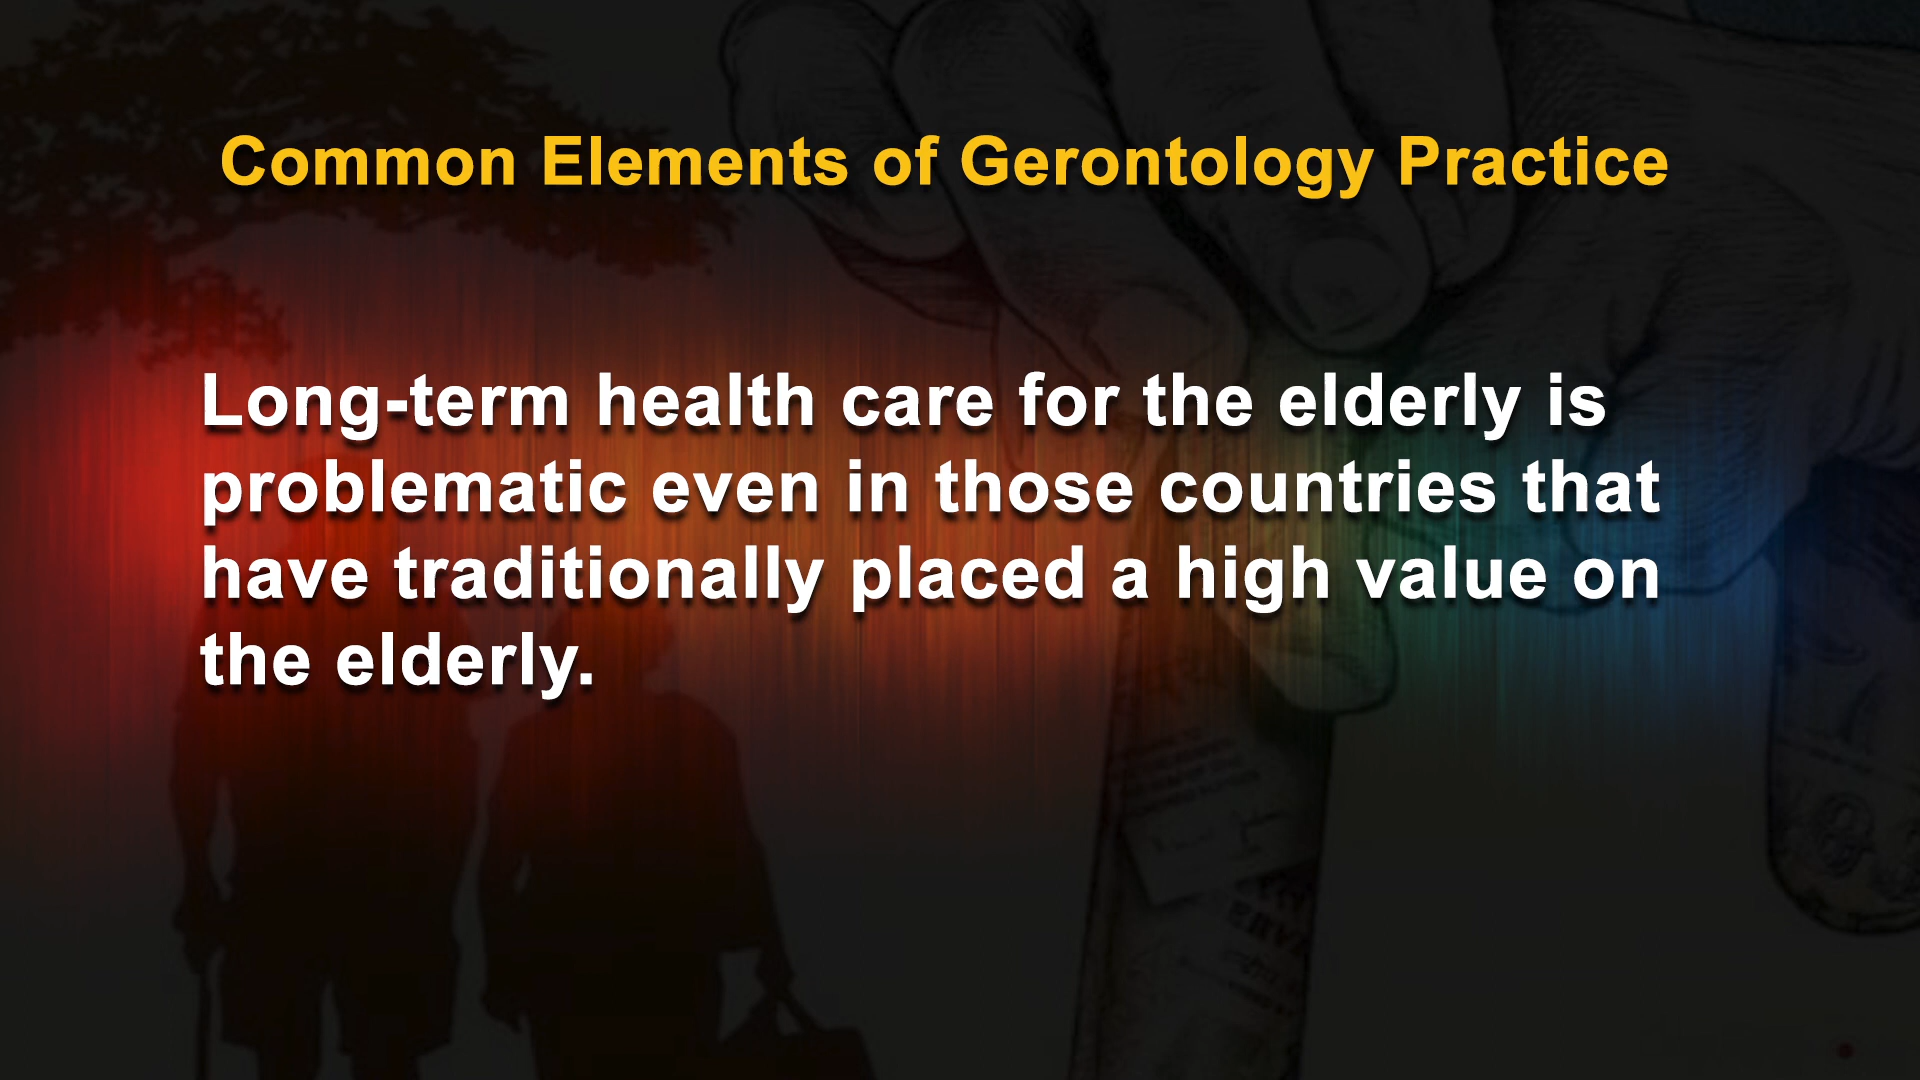 Common Elements of Gerontology Practice
Long-term health care for the elderly is
problematic even in those countries that
have traditionally placed a high value on
the elderly.